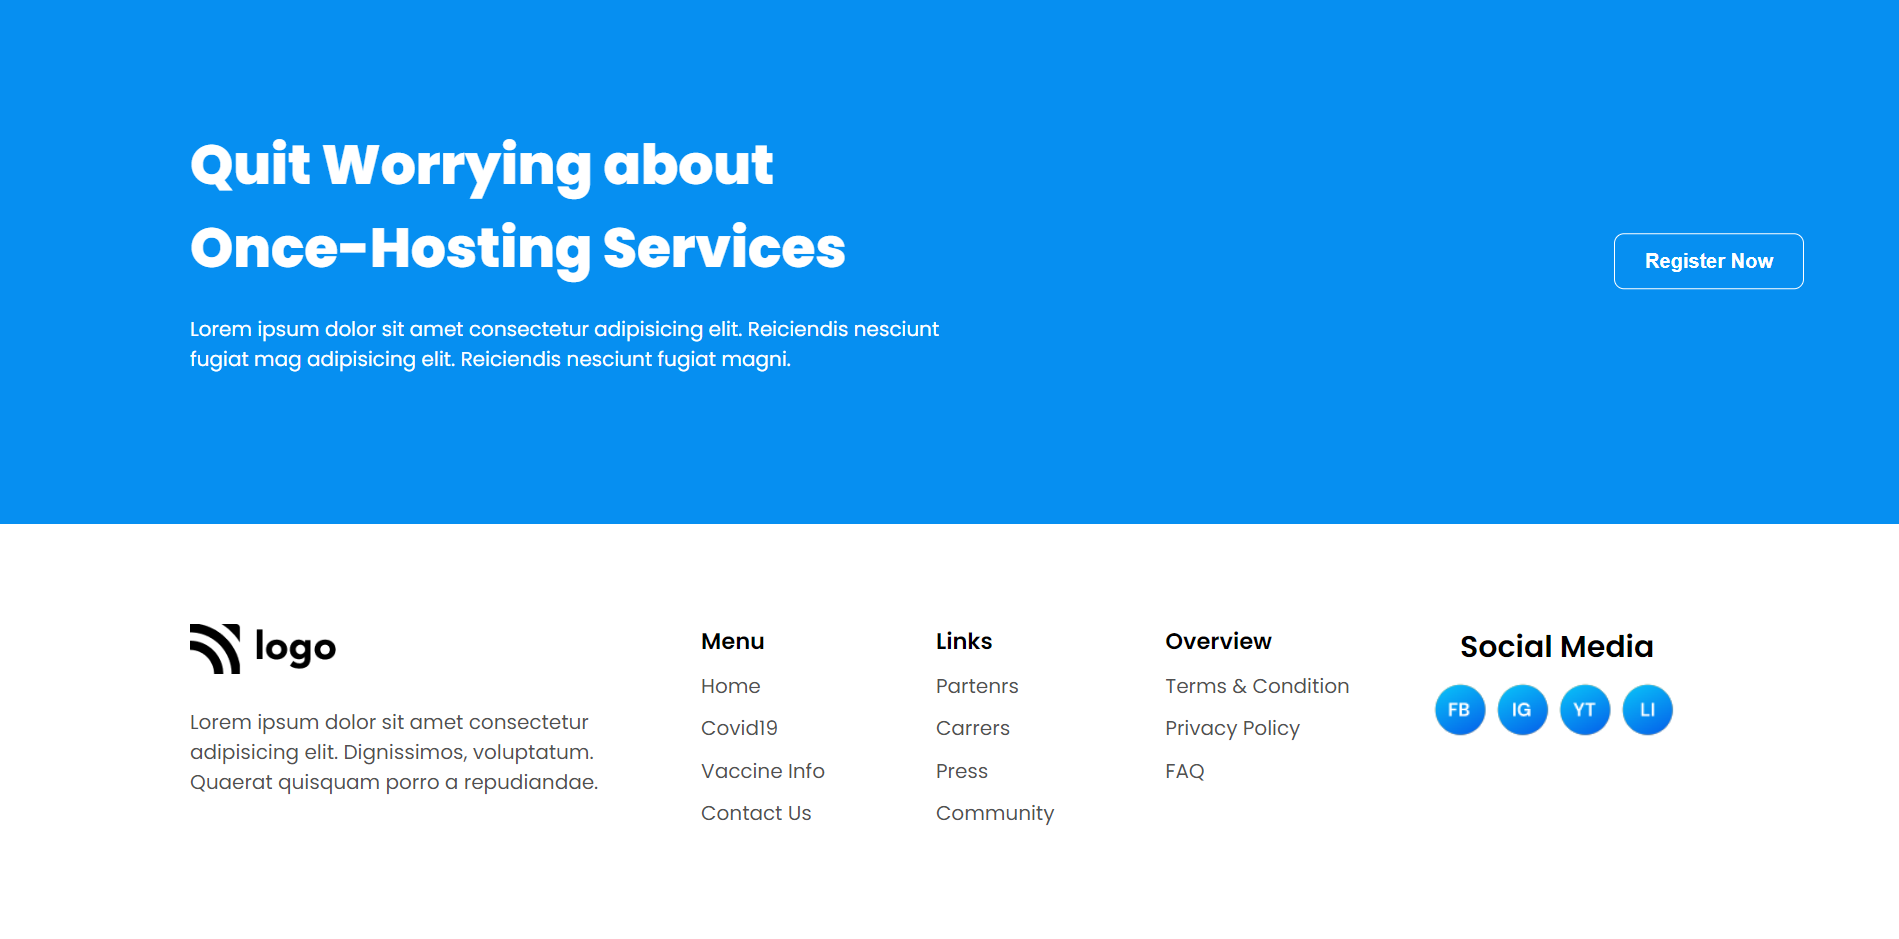 Quit Worrying about
Once-Hosting Services
Lorem ipsum dolor sit amet consectetur adipisicing elit. Reiciendis nesciunt
fugiat mag adipisicing elit. Reiciendis nesciunt fugiat magni.
Register Now
logo
Lorem ipsum dolor sit amet consectetur
adipisicing elit. Dignissimos, voluptatum.
Quaerat quisquam porro a repudiandae.
Menu
Home
Covid19
Vaccine Info
Contact Us
Links
Partenrs
Carrers
Press
Community
Overview
Terms & Condition
Privacy Policy
FAQ
Social Media
FB IG YT LI